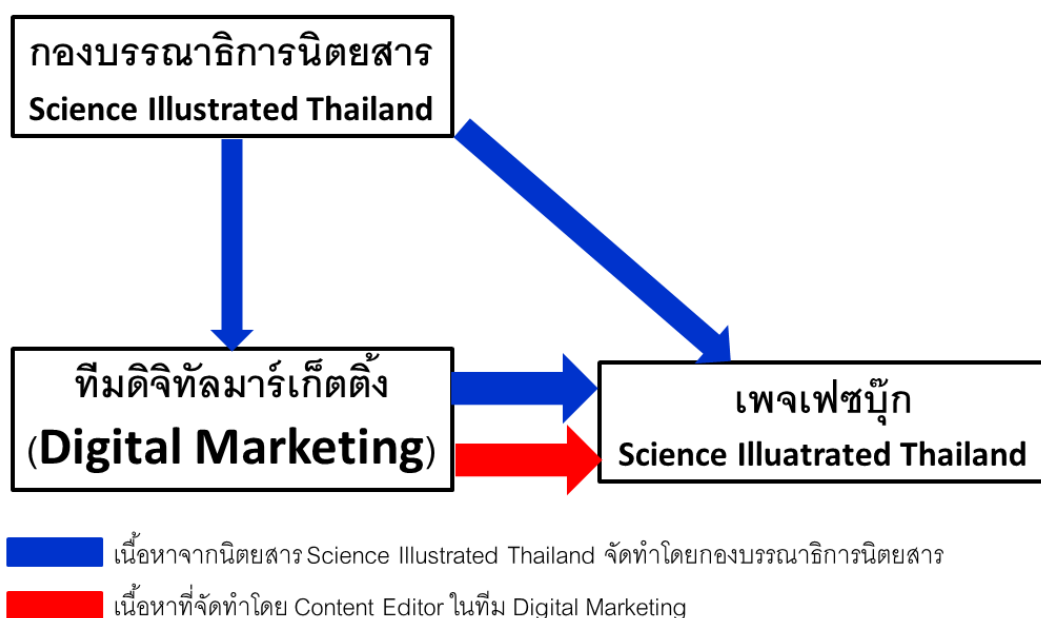 กองบรรณาธิการนิตยสาร
Science Illustrated Thailand
ทีมดิจิทัลมาร์เก็ตติ้ง
(Digital Marketing)
เพจเฟซบุ๊ก
Science Illuatrated Thailand
เนื้อหาจากนิตยสาร Science Illustrated Thailand จัดทำโดยกองบรรณาธิการนิตยสาร
เนื้อหาที่จัดทำโดย Content Editor ในทีม Digital Marketing